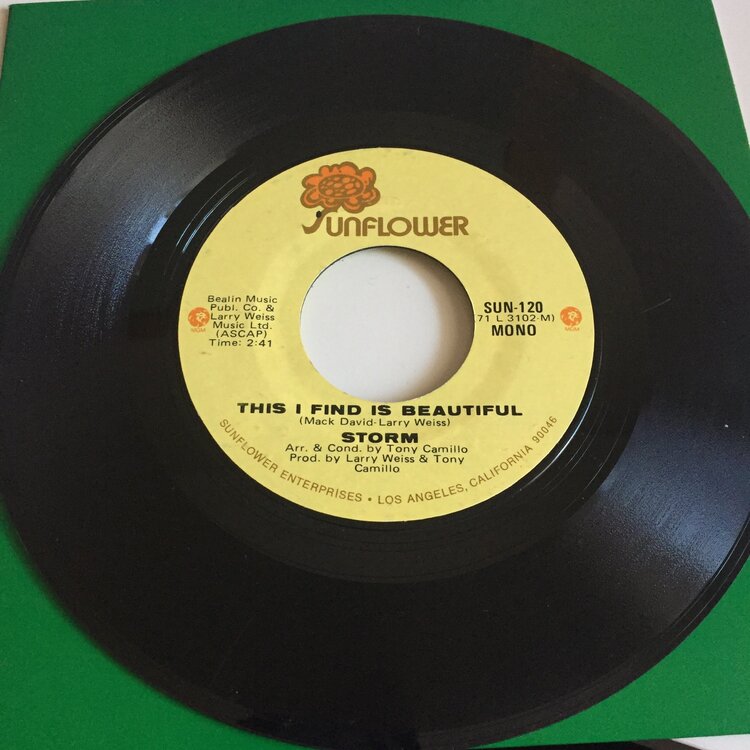 SUNFLOWER
Bealin Music
Publ. Co. &
Larry Weiss
Music Ltd.
(ASCAP)
Time: 2:41
MGM
SUN-120
(71 L 3102-M)
MONO
MGM
THIS I FIND IS BEAUTIFUL
(Mack David-Larry Weiss)
STORM
Arr. & Cond. by Tony Camillo
Prod. by Larry Weiss & Tony
Camillo
SUNFLOWER ENTERPRISES • LOS ANGELES, CALIFORNIA 90046